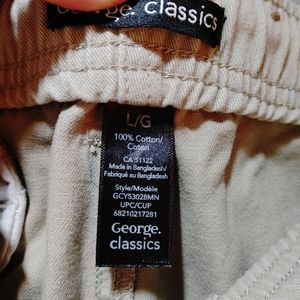 George. classics
L/G
100% Cotton/
Coton
CA 51122
Made in Bangladesh/
Fabriqué au Bangladesh
Style/Modèle
GCY53028MN
UPC/CUP
68210217281
George.
classics